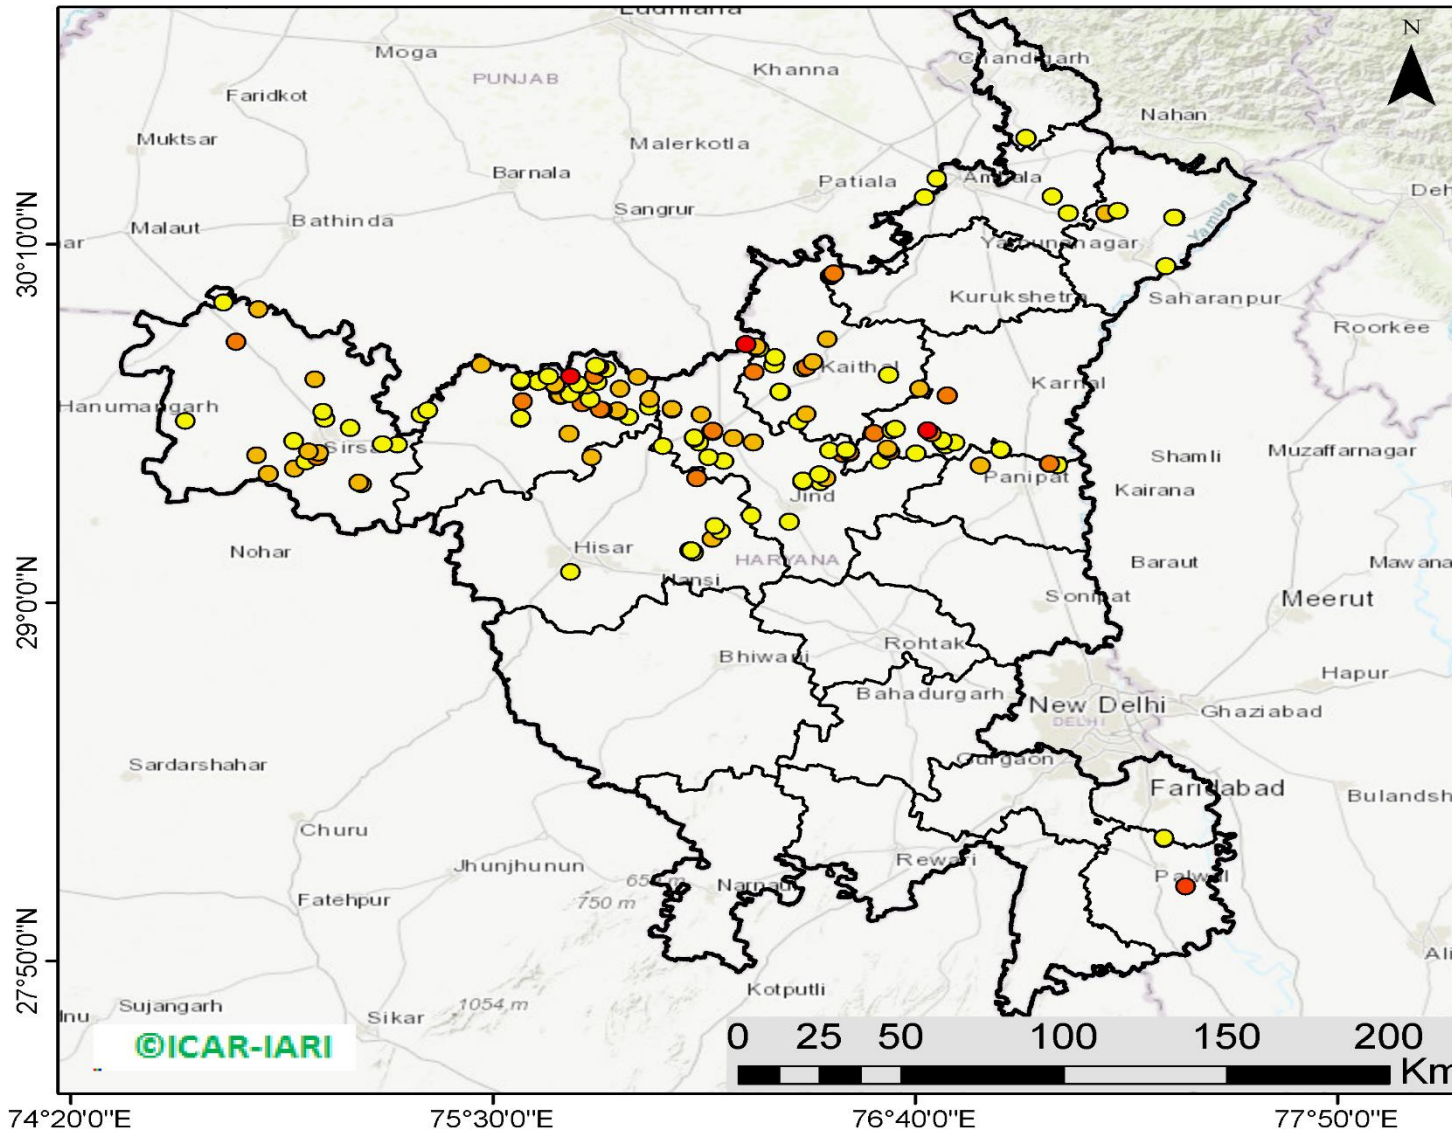 Ludhiana
N
Moga
Chandigarh
Khanna
PUNJAB
Faridkot
Nahan
Muktsar
Malerkotla
Barnala
Patiala
Ambala
Sangrur
Bathinda
Malaut
Yamuna
Yamunanagar
30°10'0"N
Kurukshetra
Saharanpur
Roorkee
Kaithal
Karnal
Hanumangarh
Sirsa
Muzaffarnagar
Shamli
Panipat
Kairana
Jind
Nohar
Hisar
HARYANA
Baraut
Mawana
Hansi
29°0'0"N
Sonipat
Meerut
Rohtak
Bhiwani
Hapur
Bahadurgarh
New Delhi
Ghaziabad
DELHI
Sardarshahar
Gurgaon
Faridabad
Bulandsh
Churu
Jhunjhunun
Rewari
Palwal
Narnaul
Fatehpur
750 m
27°50'0"N
Kotputli
Sujangarh
1054 m
Sikar
©ICAR-IARI
0 25 50 100 150 200
Km
74°20'0"E 75°30'0"E 76°40'0"E 77°50'0"E